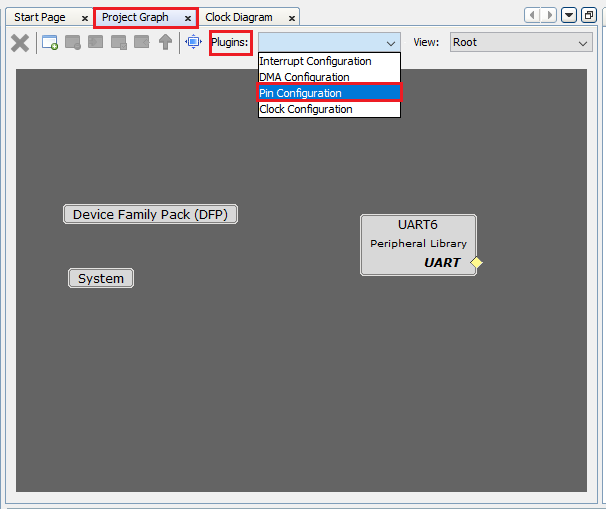 Start Page Project Graph Clock Diagram
Plugins: View: Root
Interrupt Configuration
DMA Configuration
Pin Configuration
Clock Configuration
Device Family Pack (DFP)
System
UART6
Peripheral Library
UART